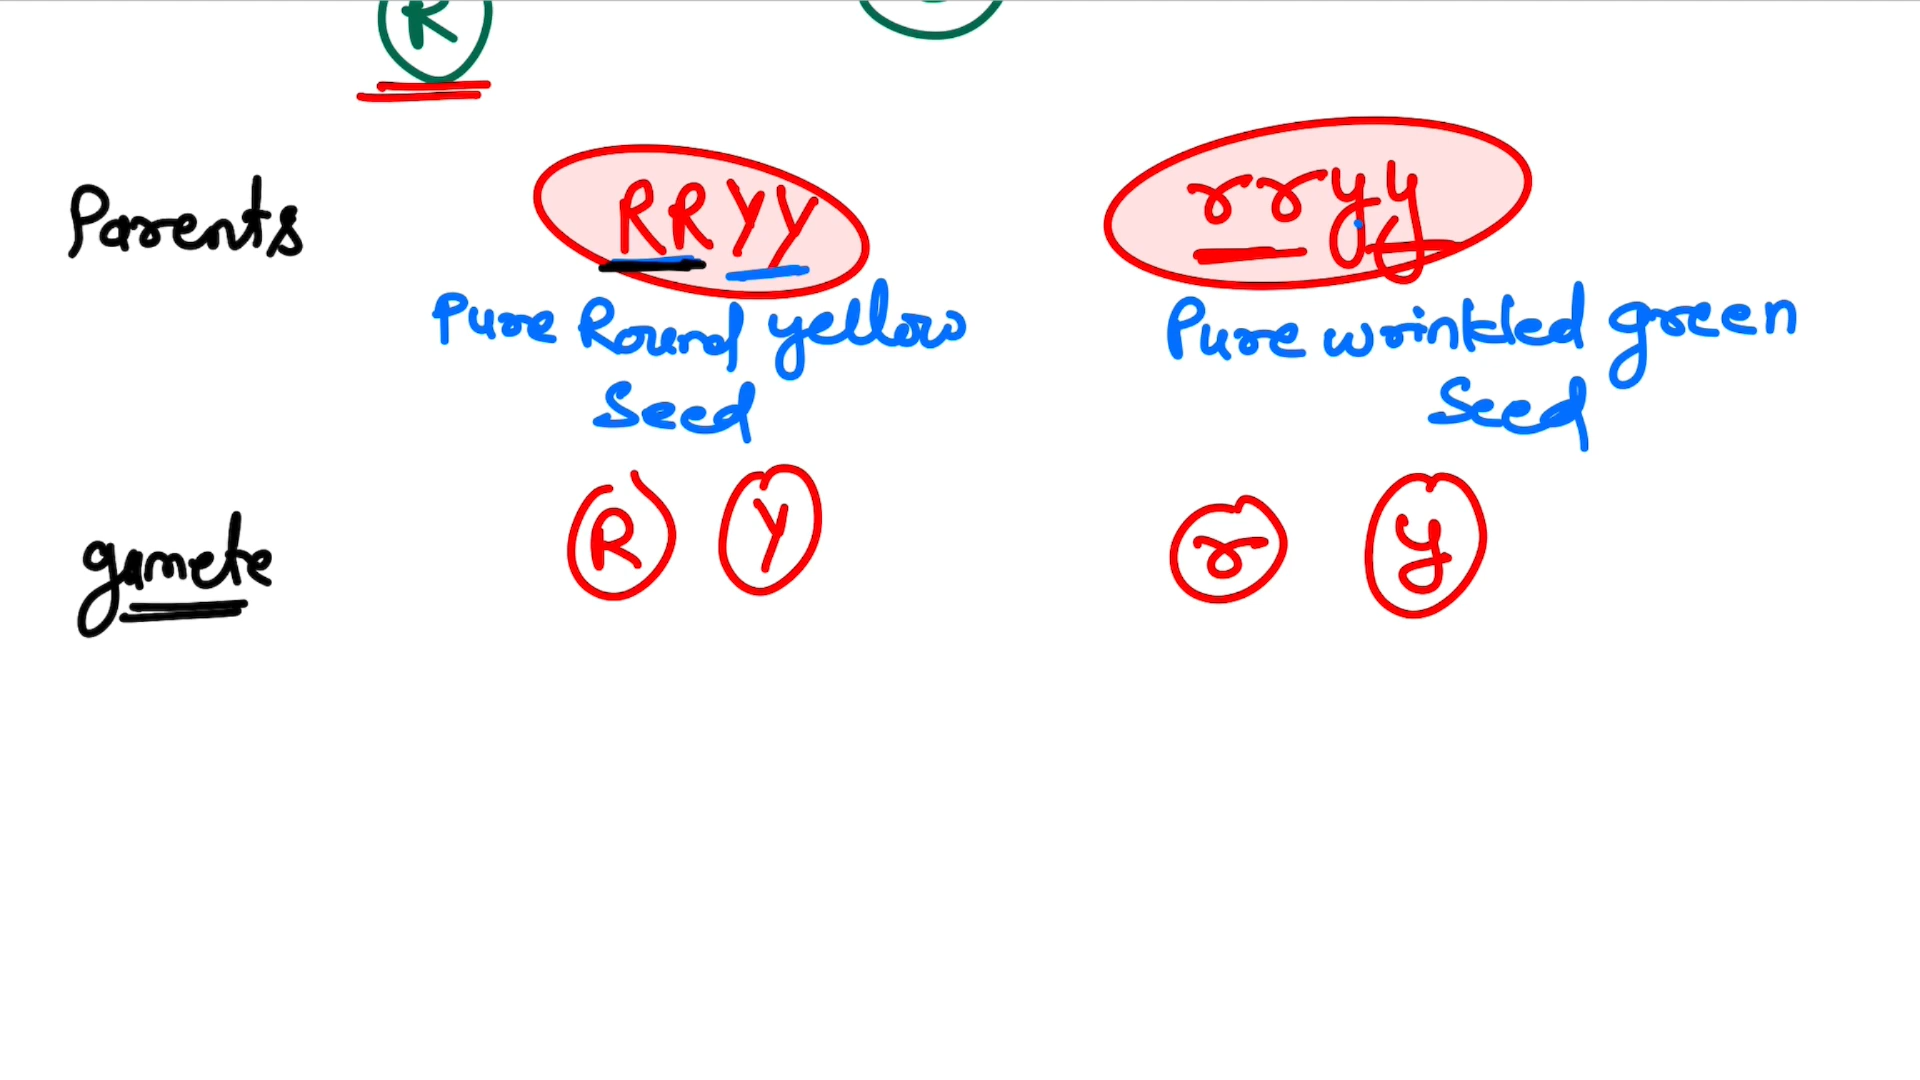 R
Parents RRYY rryy
Pure Round yellow Seed
Pure wrinkled green Seed
gamete R Y r y